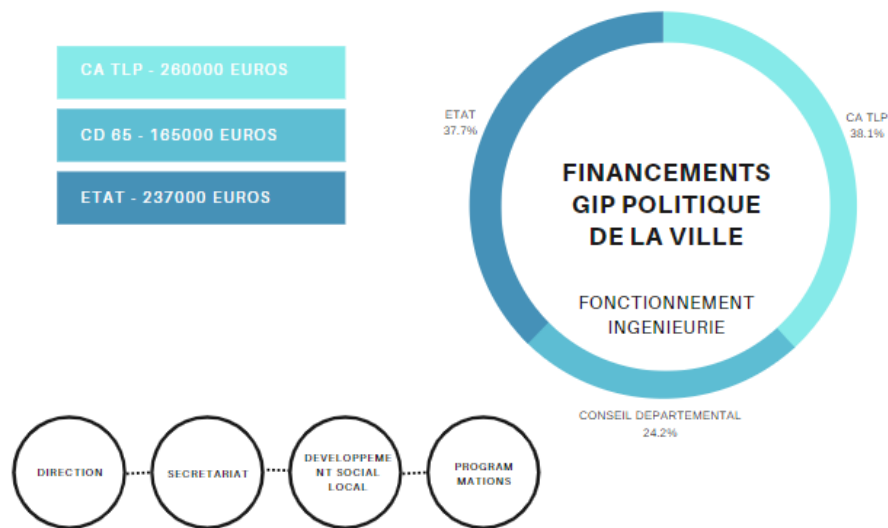 CA TLP - 260000 EUROS
CD 65 - 165000 EUROS
ETAT - 237000 EUROS
ETAT
37.7%
CA TLP
38.1%
FINANCEMENTS
GIP POLITIQUE
DE LA VILLE
FONCTIONNEMENT
INGENIEURIE
CONSEIL DEPARTEMENTAL
24.2%
DIRECTION
SECRETARIAT
DEVELOPPEME
NT SOCIAL
LOCAL
PROGRAM
MATIONS